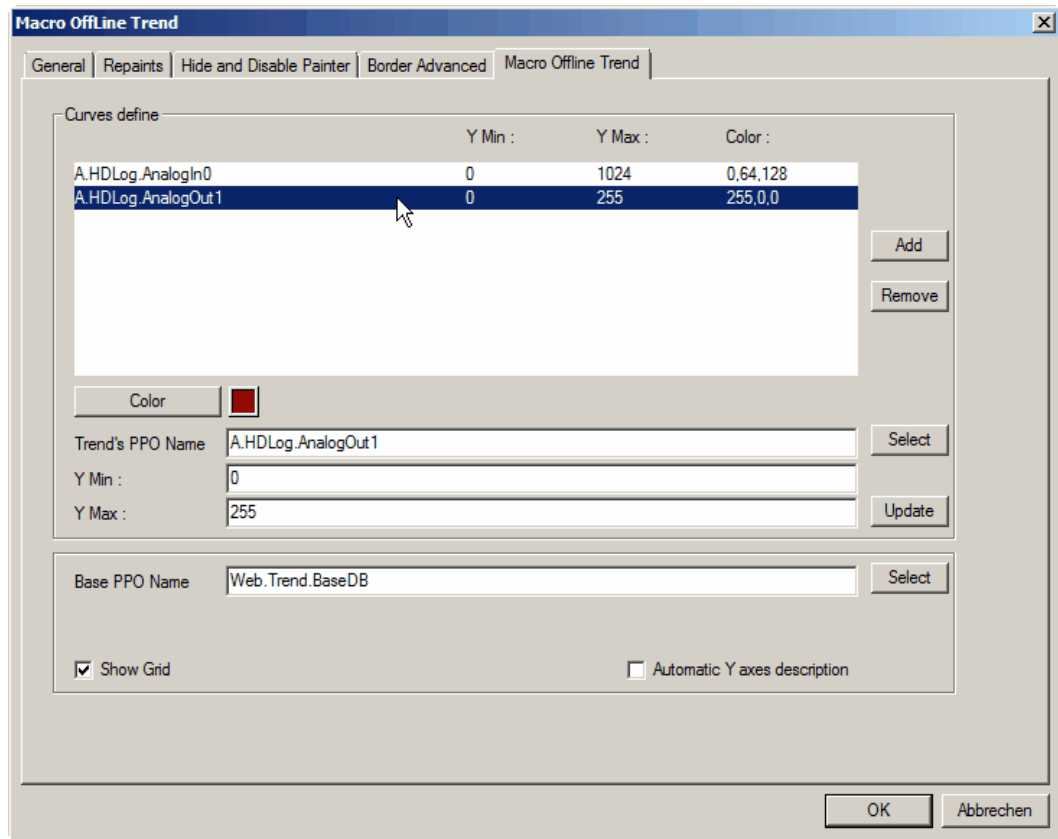 Macro OffLine Trend
General Repaints Hide and Disable Painter Border Advanced Macro Offline Trend
Curves define
Y Min : Y Max : Color :
A.HDLog.AnalogIn0 0 1024 0,64,128
A.HDLog.AnalogOut1 0 255 255,0,0
Add
Remove
Color
Trend's PPO Name A.HDLog.AnalogOut1 Select
Y Min : 0
Y Max : 255 Update
Base PPO Name Web.Trend.BaseDB Select
Show Grid Automatic Y axes description
OK Abbrechen